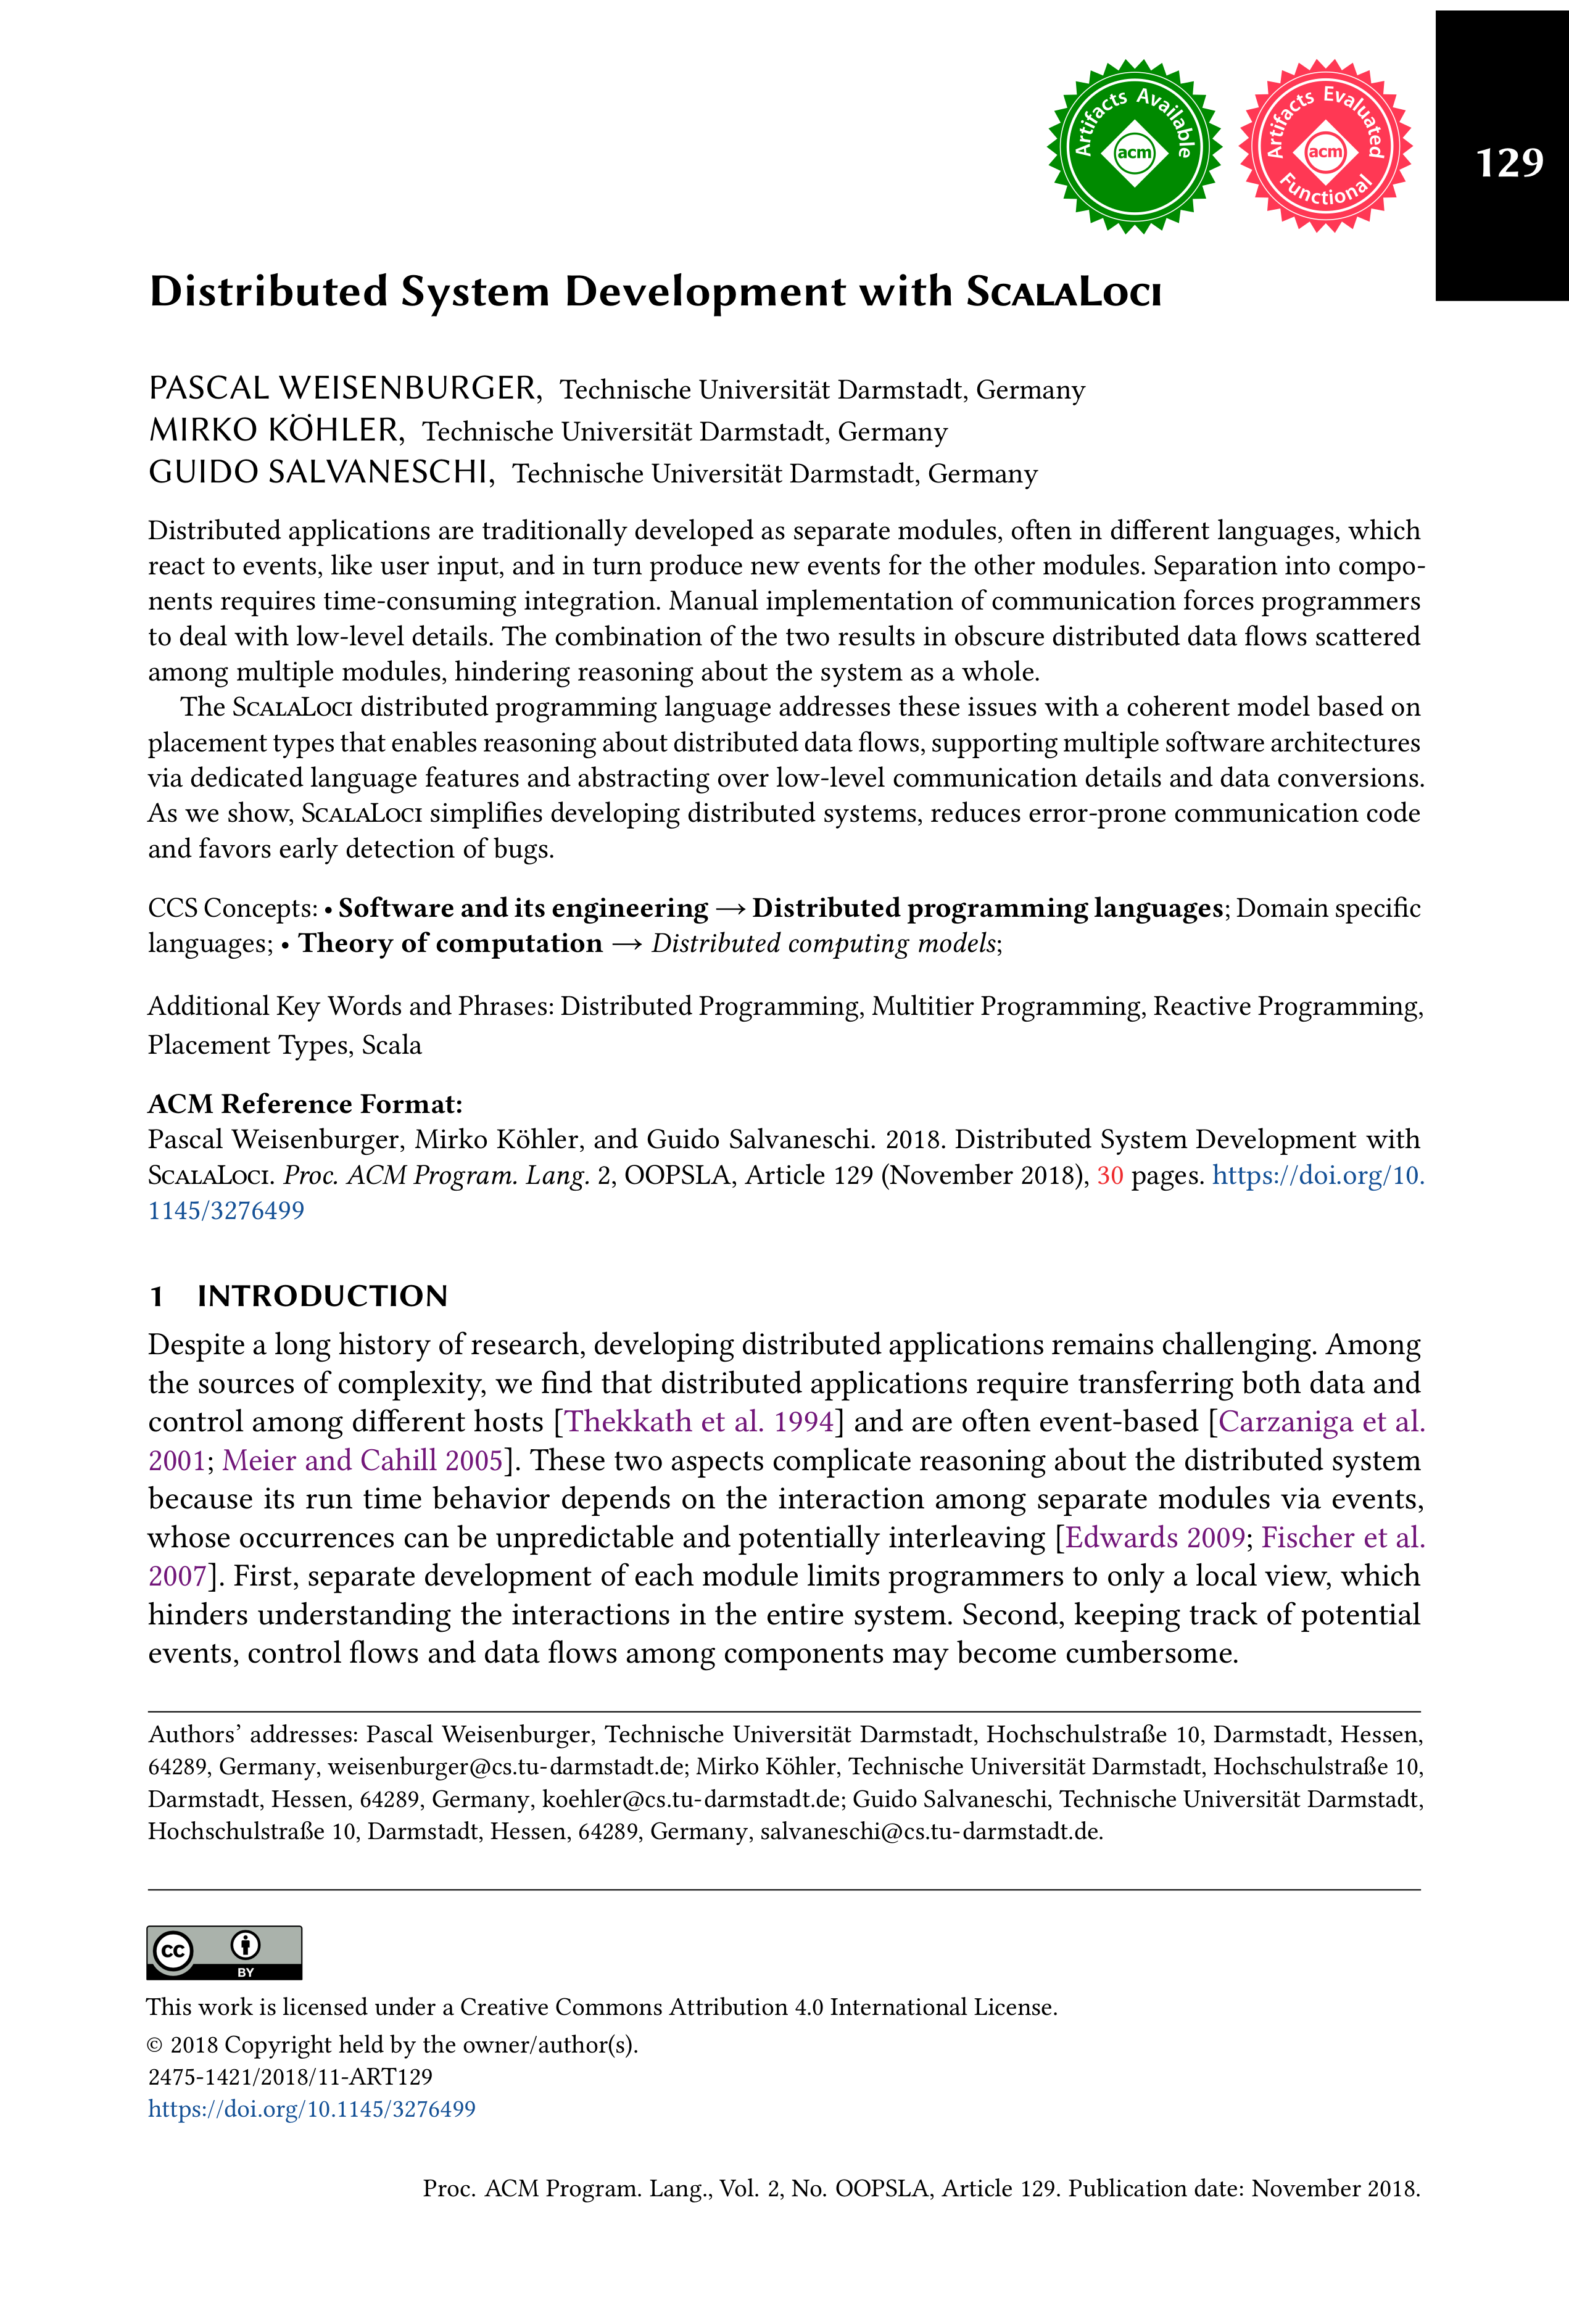 Artifacts Available
acm
Artifacts Evaluated
acm
Functional
129
Distributed System Development with ScalaLoci
PASCAL WEISENBURGER, Technische Universität Darmstadt, Germany
MIRKO KÖHLER, Technische Universität Darmstadt, Germany
GUIDO SALVANESCHI, Technische Universität Darmstadt, Germany
Distributed applications are traditionally developed as separate modules, often in different languages, which
react to events, like user input, and in turn produce new events for the other modules. Separation into compo-
nents requires time-consuming integration. Manual implementation of communication forces programmers
to deal with low-level details. The combination of the two results in obscure distributed data flows scattered
among multiple modules, hindering reasoning about the system as a whole.
The ScalaLoci distributed programming language addresses these issues with a coherent model based on
placement types that enables reasoning about distributed data flows, supporting multiple software architectures
via dedicated language features and abstracting over low-level communication details and data conversions.
As we show, ScalaLoci simplifies developing distributed systems, reduces error-prone communication code
and favors early detection of bugs.
CCS Concepts: • Software and its engineering → Distributed programming languages; Domain specific
languages; • Theory of computation → Distributed computing models;
Additional Key Words and Phrases: Distributed Programming, Multitier Programming, Reactive Programming,
Placement Types, Scala
ACM Reference Format:
Pascal Weisenburger, Mirko Köhler, and Guido Salvaneschi. 2018. Distributed System Development with
ScalaLoci. Proc. ACM Program. Lang. 2, OOPSLA, Article 129 (November 2018), 30 pages. https://doi.org/10.
1145/3276499
1 INTRODUCTION
Despite a long history of research, developing distributed applications remains challenging. Among
the sources of complexity, we find that distributed applications require transferring both data and
control among different hosts [Thekkath et al. 1994] and are often event-based [Carzaniga et al.
2001; Meier and Cahill 2005]. These two aspects complicate reasoning about the distributed system
because its run time behavior depends on the interaction among separate modules via events,
whose occurrences can be unpredictable and potentially interleaving [Edwards 2009; Fischer et al.
2007]. First, separate development of each module limits programmers to only a local view, which
hinders understanding the interactions in the entire system. Second, keeping track of potential
events, control flows and data flows among components may become cumbersome.
Authors' addresses: Pascal Weisenburger, Technische Universität Darmstadt, Hochschulstraße 10, Darmstadt, Hessen,
64289, Germany, weisenburger@cs.tu-darmstadt.de; Mirko Köhler, Technische Universität Darmstadt, Hochschulstraße 10,
Darmstadt, Hessen, 64289, Germany, koehler@cs.tu-darmstadt.de; Guido Salvaneschi, Technische Universität Darmstadt,
Hochschulstraße 10, Darmstadt, Hessen, 64289, Germany, salvaneschi@cs.tu-darmstadt.de.
cc
BY
This work is licensed under a Creative Commons Attribution 4.0 International License.
© 2018 Copyright held by the owner/author(s).
2475-1421/2018/11-ART129
https://doi.org/10.1145/3276499
Proc. ACM Program. Lang., Vol. 2, No. OOPSLA, Article 129. Publication date: November 2018.